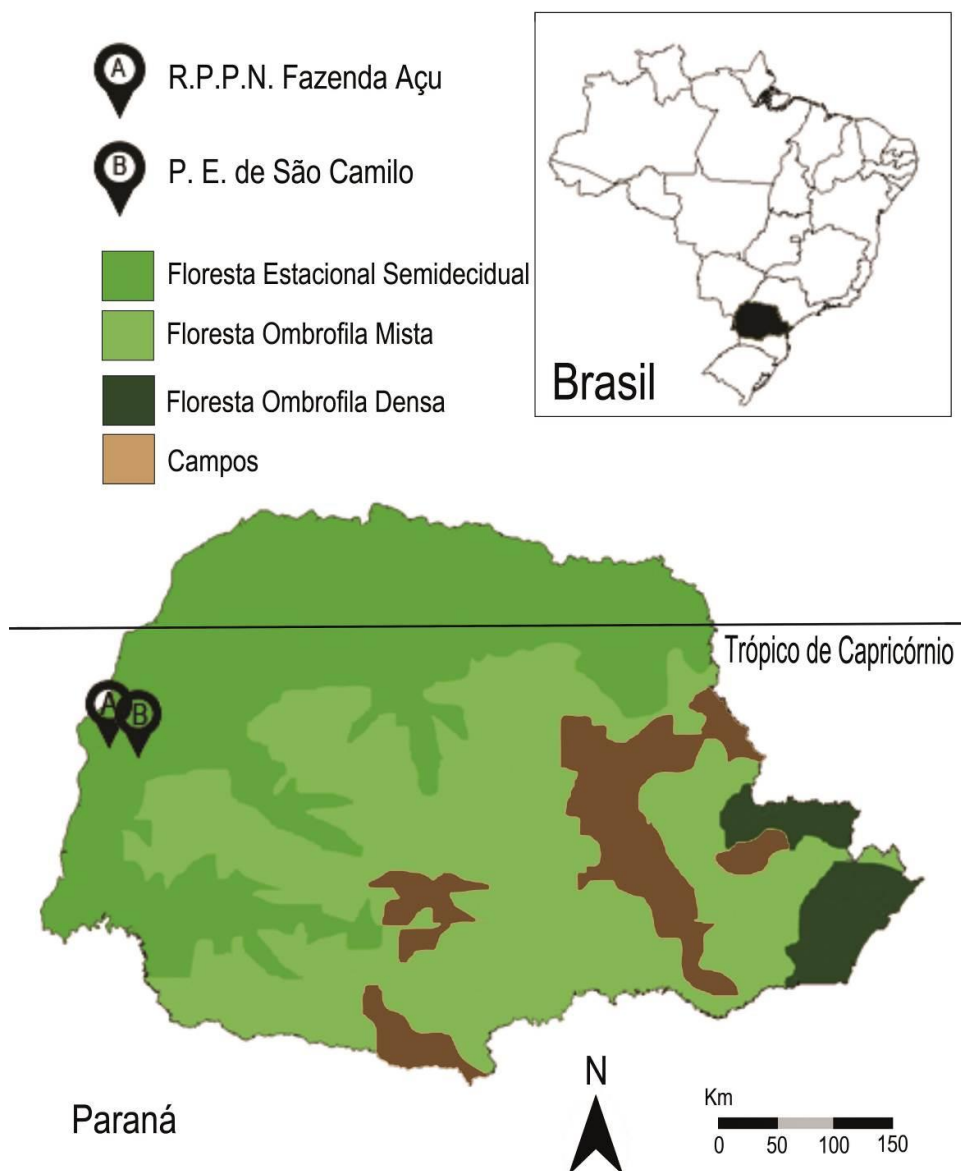 A
R.P.P.N. Fazenda Açu
B
P. E. de São Camilo
Floresta Estacional Semidecidual
Floresta Ombrofila Mista
Floresta Ombrofila Densa
Campos
Brasil
Trópico de Capricórnio
A
B
Paraná
N
Km
0 50 100 150